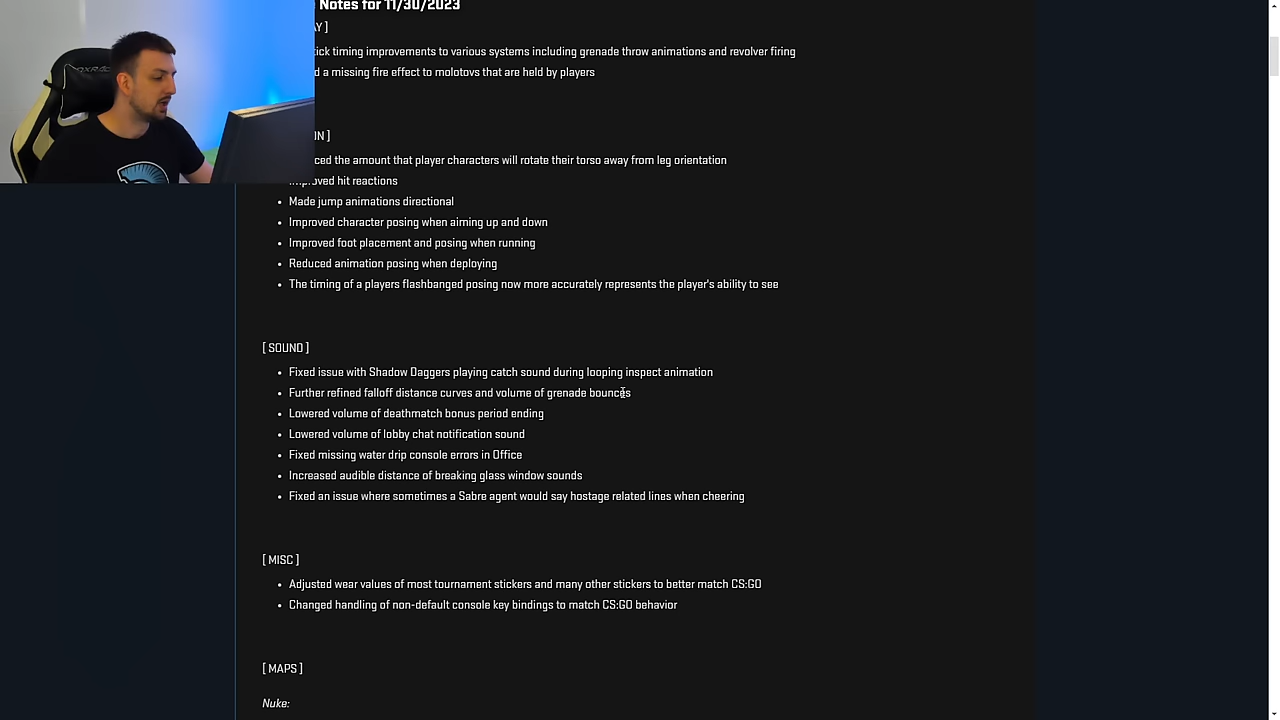 Notes for 11/30/2023
AY ]
tick timing improvements to various systems including grenade throw animations and revolver firing
d a missing fire effect to molotovs that are held by players
ON ]
ced the amount that player characters will rotate their torso away from leg orientation
Improved hit reactions
• Made jump animations directional
• Improved character posing when aiming up and down
• Improved foot placement and posing when running
• Reduced animation posing when deploying
• The timing of a players flashbanged posing now more accurately represents the player's ability to see
[ SOUND ]
• Fixed issue with Shadow Daggers playing catch sound during looping inspect animation
• Further refined falloff distance curves and volume of grenade bounces
• Lowered volume of deathmatch bonus period ending
• Lowered volume of lobby chat notification sound
• Fixed missing water drip console errors in Office
• Increased audible distance of breaking glass window sounds
• Fixed an issue where sometimes a Sabre agent would say hostage related lines when cheering
[ MISC ]
• Adjusted wear values of most tournament stickers and many other stickers to better match CS:GO
• Changed handling of non-default console key bindings to match CS:GO behavior
[ MAPS ]
Nuke: